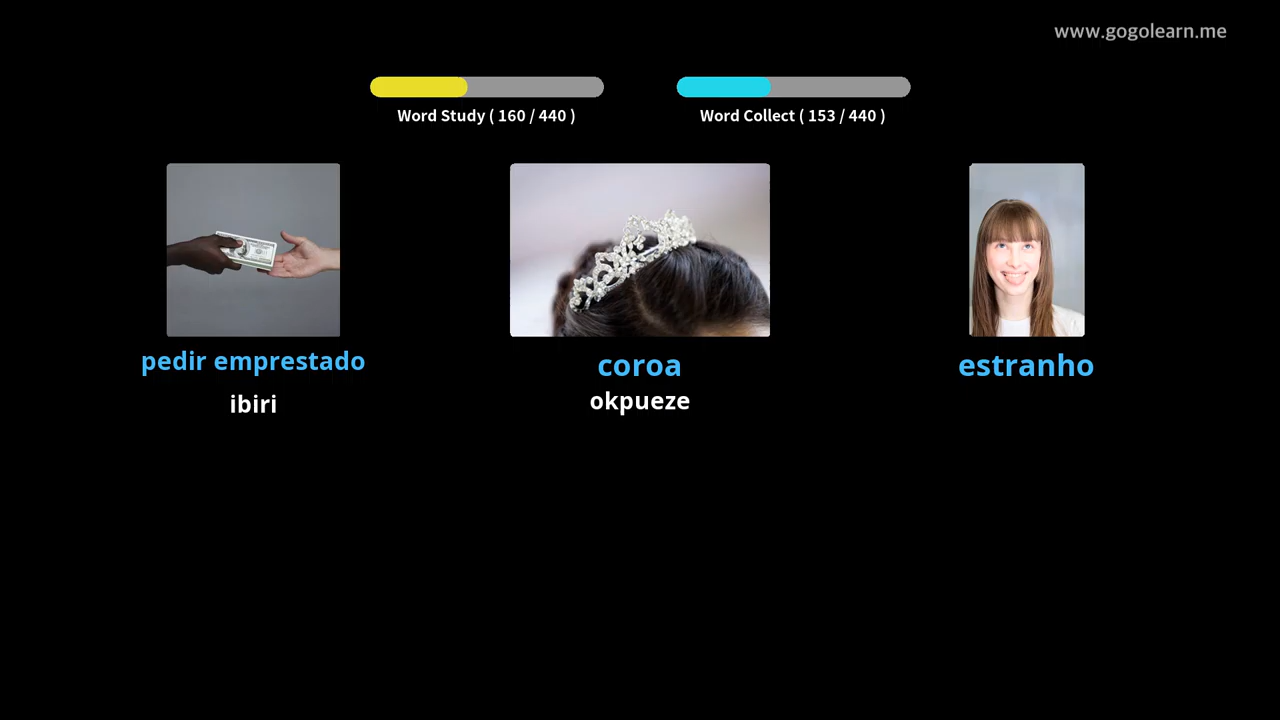 www.gogolearn.me
Word Study ( 160 / 440 )
Word Collect ( 153 / 440 )
pedir emprestado
ibiri
coroa
okpueze
estranho